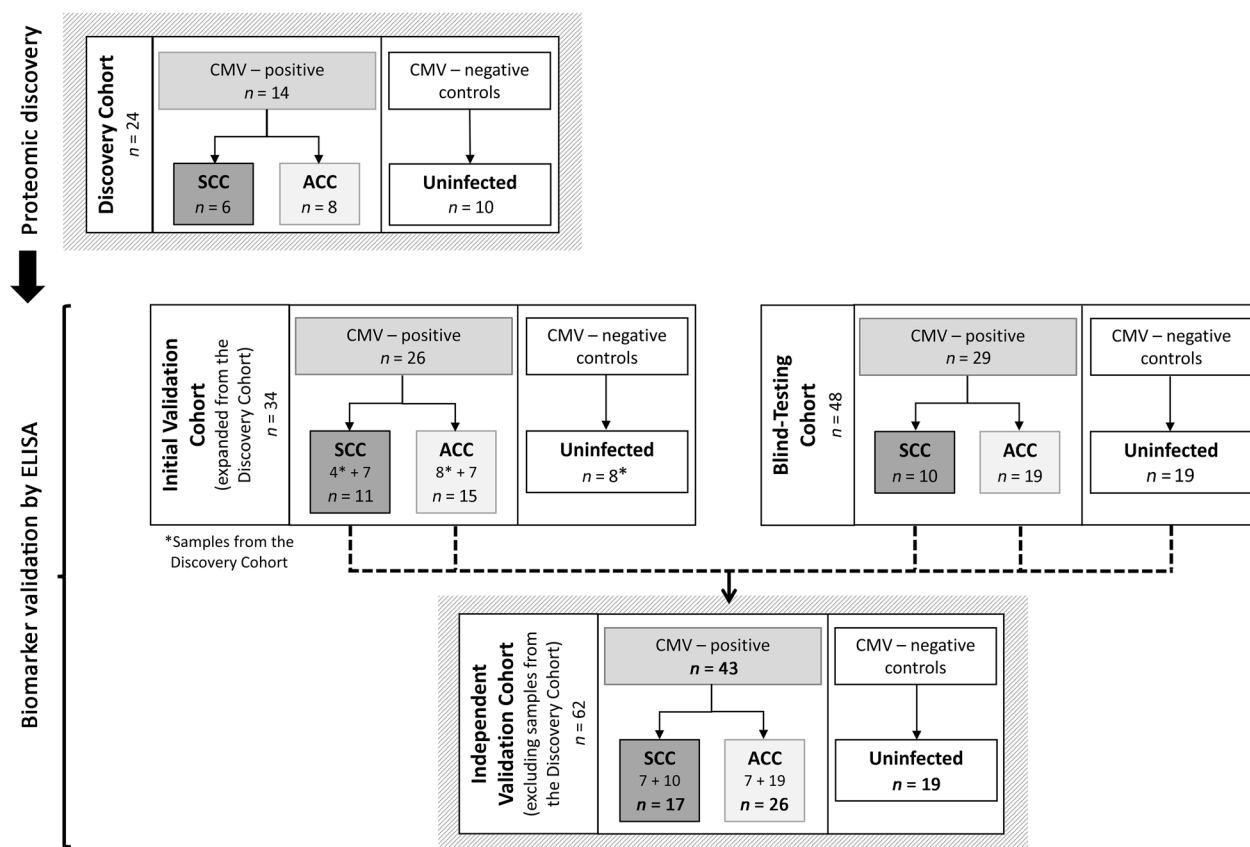 Proteomic discovery
Discovery Cohort
n = 24
CMV – positive
n = 14
SCC
n = 6
ACC
n = 8
CMV – negative
controls
Uninfected
n = 10
Biomarker validation by ELISA
Initial Validation
Cohort
(expanded from the
Discovery Cohort)
n = 34
CMV – positive
n = 26
SCC
4* + 7
n = 11
ACC
8* + 7
n = 15
CMV – negative
controls
Uninfected
n = 8*
*Samples from the
Discovery Cohort
Blind-Testing
Cohort
n = 48
CMV – positive
n = 29
SCC
n = 10
ACC
n = 19
CMV – negative
controls
Uninfected
n = 19
Independent
Validation Cohort
(excluding samples from
the Discovery Cohort)
n = 62
CMV – positive
n = 43
SCC
7 + 10
n = 17
ACC
7 + 19
n = 26
CMV – negative
controls
Uninfected
n = 19